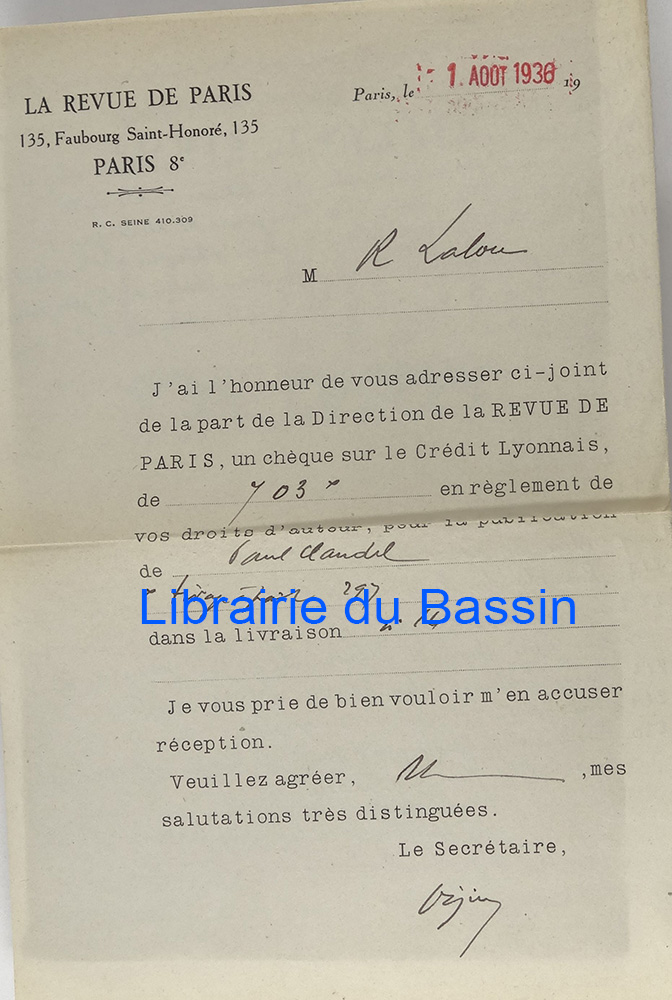 LA REVUE DE PARIS
135, Faubourg Saint-Honoré, 135
PARIS 8e
R. C. SEINE 410.309
Paris, le 1. AOÛT 1936 19
M R Lalou
J'ai l'honneur de vous adresser ci-joint
de la part de la Direction de la REVUE DE
PARIS, un chèque sur le Crédit Lyonnais,
de 703 en règlement de
vos droits d'auteur, pour la publication
de Paul Claudel
Librairie du Bassin
dans la livraison
Je vous prie de bien vouloir m'en accuser
réception.
Veuillez agréer, M , mes
salutations très distinguées.
Le Secrétaire,